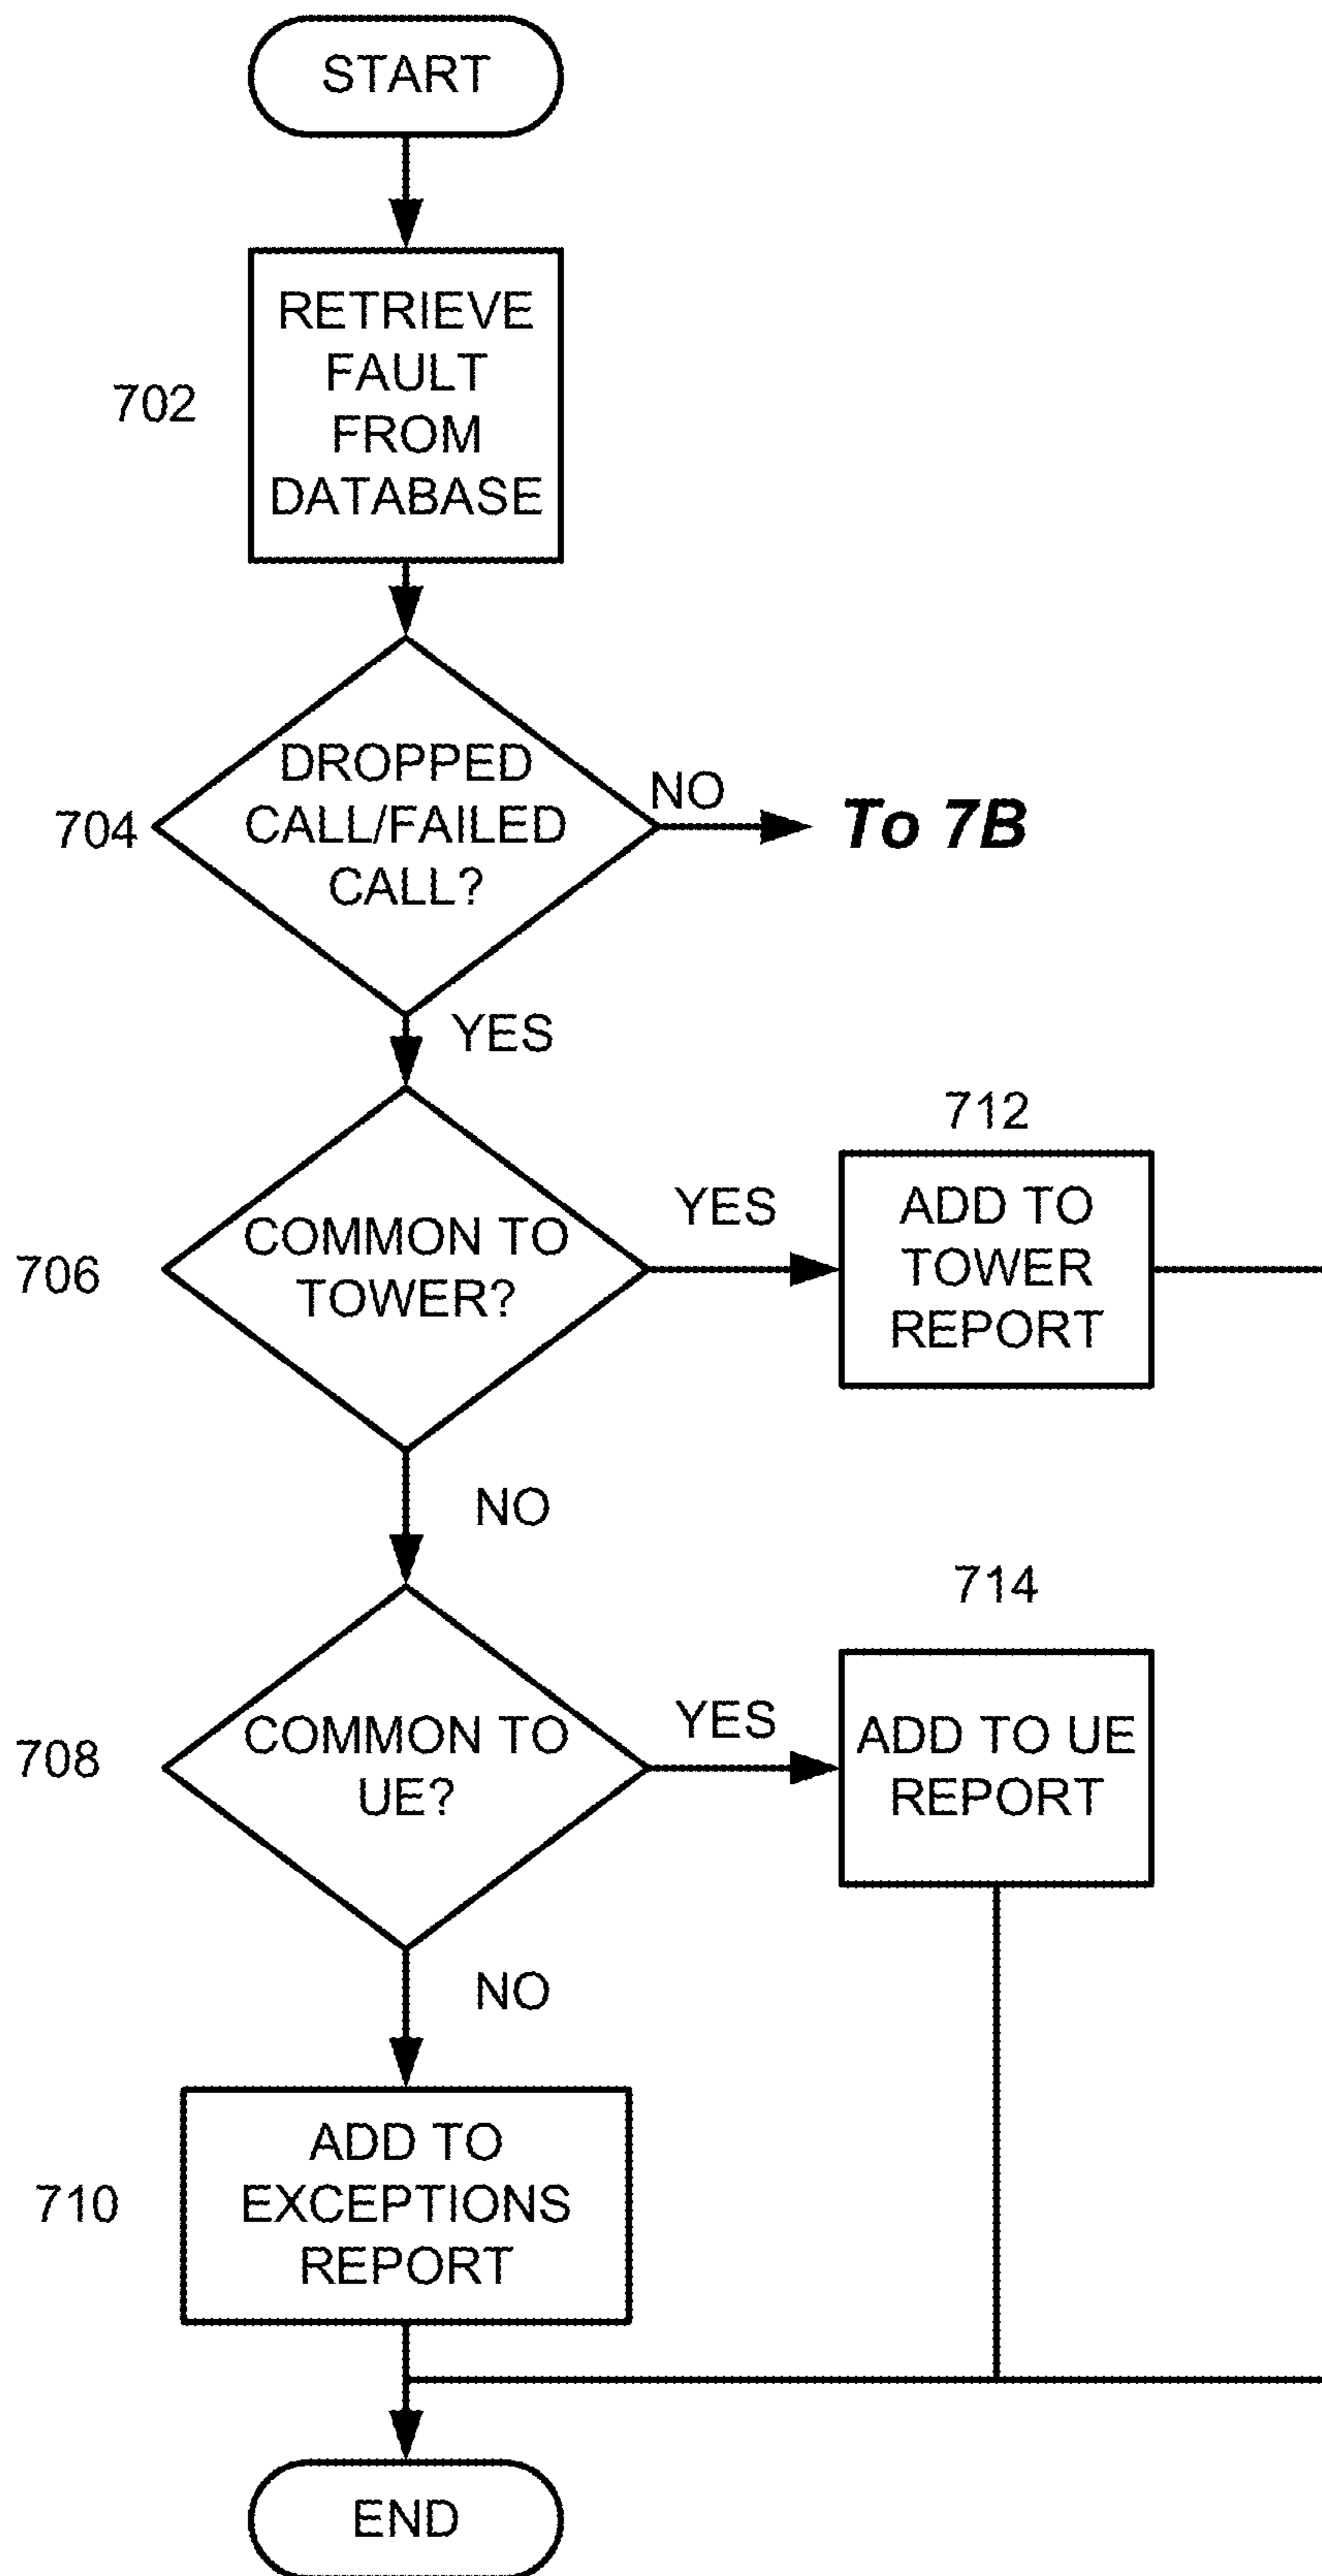 START
702
RETRIEVE
FAULT
FROM
DATABASE
704
DROPPED
CALL/FAILED
CALL?
NO
To 7B
YES
706
COMMON TO
TOWER?
YES
712
ADD TO
TOWER
REPORT
NO
708
COMMON TO
UE?
YES
714
ADD TO UE
REPORT
NO
710
ADD TO
EXCEPTIONS
REPORT
END